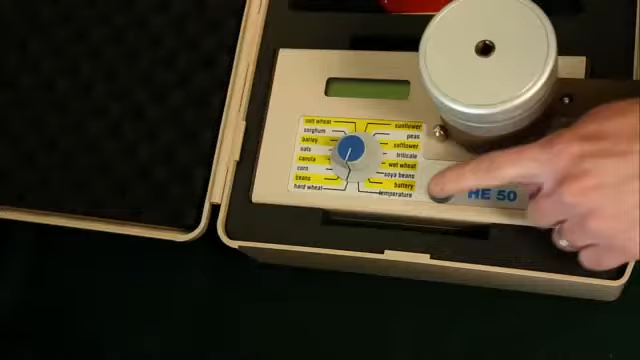 soft wheat
sorghum
barley
oats
canola
corn
beans
hard wheat
sunflower
peas
safflower
triticale
wet wheat
soya beans
battery
temperature
HE 50